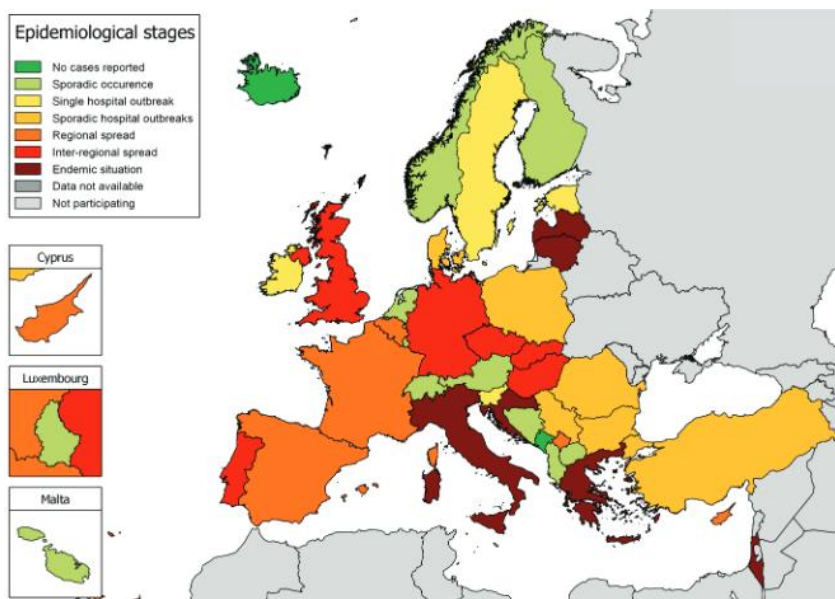 Epidemiological stages
No cases reported
Sporadic occurence
Single hospital outbreak
Sporadic hospital outbreaks
Regional spread
Inter-regional spread
Endemic situation
Data not available
Not participating
Cyprus
Luxembourg
Malta